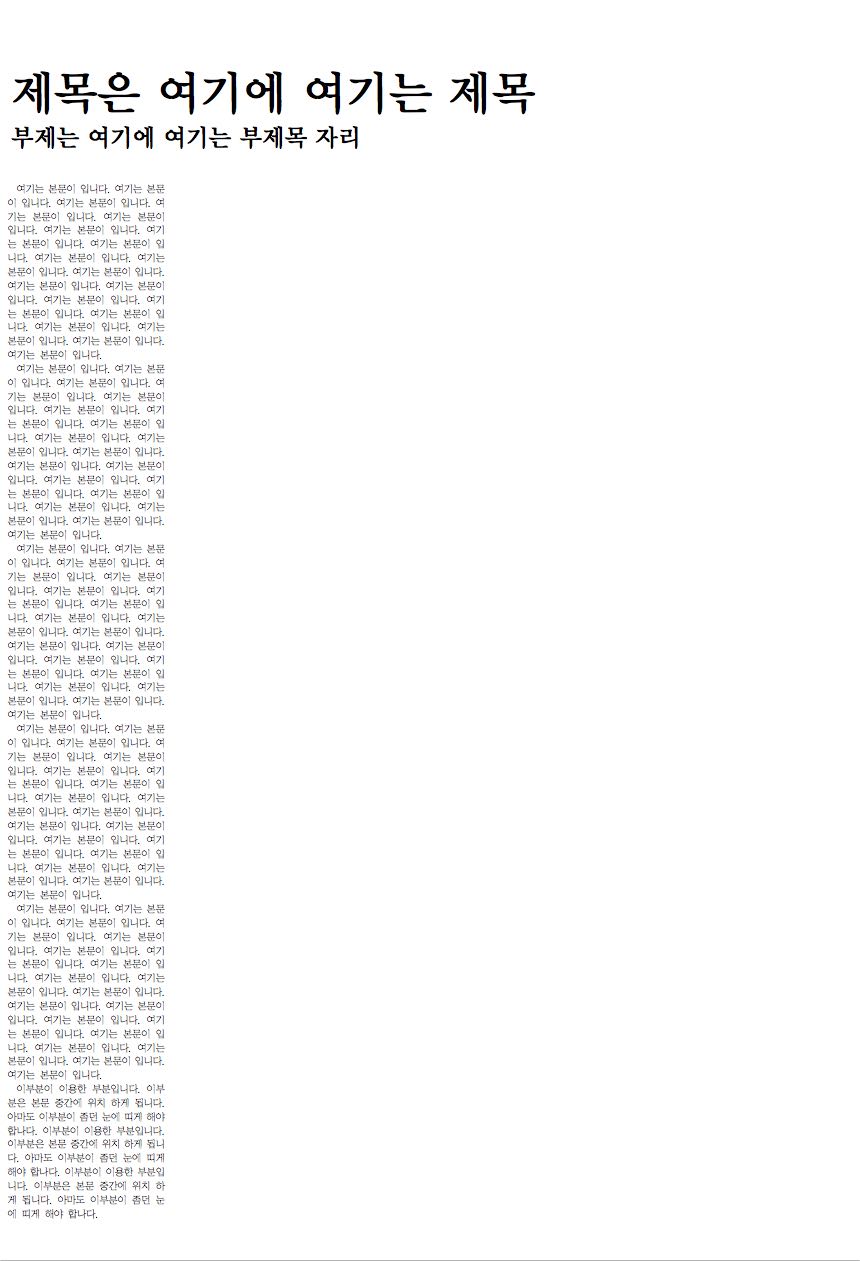 제목은 여기에 여기는 제목
부제는 여기에 여기는 부제목 자리
여기는 본문이 입니다. 여기는 본문
이 입니다. 여기는 본문이 입니다. 여
기는 본문이 입니다. 여기는 본문이
입니다. 여기는 본문이 입니다. 여기
는 본문이 입니다. 여기는 본문이 입
니다. 여기는 본문이 입니다. 여기는
본문이 입니다. 여기는 본문이 입니다.
여기는 본문이 입니다. 여기는 본문이
입니다. 여기는 본문이 입니다. 여기
는 본문이 입니다. 여기는 본문이 입
니다. 여기는 본문이 입니다. 여기는
본문이 입니다. 여기는 본문이 입니다.
여기는 본문이 입니다.
여기는 본문이 입니다. 여기는 본문
이 입니다. 여기는 본문이 입니다. 여
기는 본문이 입니다. 여기는 본문이
입니다. 여기는 본문이 입니다. 여기
는 본문이 입니다. 여기는 본문이 입
니다. 여기는 본문이 입니다. 여기는
본문이 입니다. 여기는 본문이 입니다.
여기는 본문이 입니다. 여기는 본문이
입니다. 여기는 본문이 입니다. 여기
는 본문이 입니다. 여기는 본문이 입
니다. 여기는 본문이 입니다. 여기는
본문이 입니다. 여기는 본문이 입니다.
여기는 본문이 입니다.
여기는 본문이 입니다. 여기는 본문
이 입니다. 여기는 본문이 입니다. 여
기는 본문이 입니다. 여기는 본문이
입니다. 여기는 본문이 입니다. 여기
는 본문이 입니다. 여기는 본문이 입
니다. 여기는 본문이 입니다. 여기는
본문이 입니다. 여기는 본문이 입니다.
여기는 본문이 입니다. 여기는 본문이
입니다. 여기는 본문이 입니다. 여기
는 본문이 입니다. 여기는 본문이 입
니다. 여기는 본문이 입니다. 여기는
본문이 입니다. 여기는 본문이 입니다.
여기는 본문이 입니다.
여기는 본문이 입니다. 여기는 본문
이 입니다. 여기는 본문이 입니다. 여
기는 본문이 입니다. 여기는 본문이
입니다. 여기는 본문이 입니다. 여기
는 본문이 입니다. 여기는 본문이 입
니다. 여기는 본문이 입니다. 여기는
본문이 입니다. 여기는 본문이 입니다.
여기는 본문이 입니다. 여기는 본문이
입니다. 여기는 본문이 입니다. 여기
는 본문이 입니다. 여기는 본문이 입
니다. 여기는 본문이 입니다. 여기는
본문이 입니다. 여기는 본문이 입니다.
여기는 본문이 입니다.
여기는 본문이 입니다. 여기는 본문
이 입니다. 여기는 본문이 입니다. 여
기는 본문이 입니다. 여기는 본문이
입니다. 여기는 본문이 입니다. 여기
는 본문이 입니다. 여기는 본문이 입
니다. 여기는 본문이 입니다. 여기는
본문이 입니다. 여기는 본문이 입니다.
여기는 본문이 입니다. 여기는 본문이
입니다. 여기는 본문이 입니다. 여기
는 본문이 입니다. 여기는 본문이 입
니다. 여기는 본문이 입니다. 여기는
본문이 입니다. 여기는 본문이 입니다.
여기는 본문이 입니다.
이부분이 이용한 부분입니다. 이부
분은 본문 중간에 위치 하게 됩니다.
아마도 이부분이 좀던 눈에 띠게 해야
합나다. 이부분이 이용한 부분입니다.
이부분은 본문 중간에 위치 하게 됩니
다. 아마도 이부분이 좀던 눈에 띠게
해야 합나다. 이부분이 이용한 부분입
니다. 이부분은 본문 중간에 위치 하
게 됩니다. 아마도 이부분이 좀던 눈
에 띠게 해야 합나다.